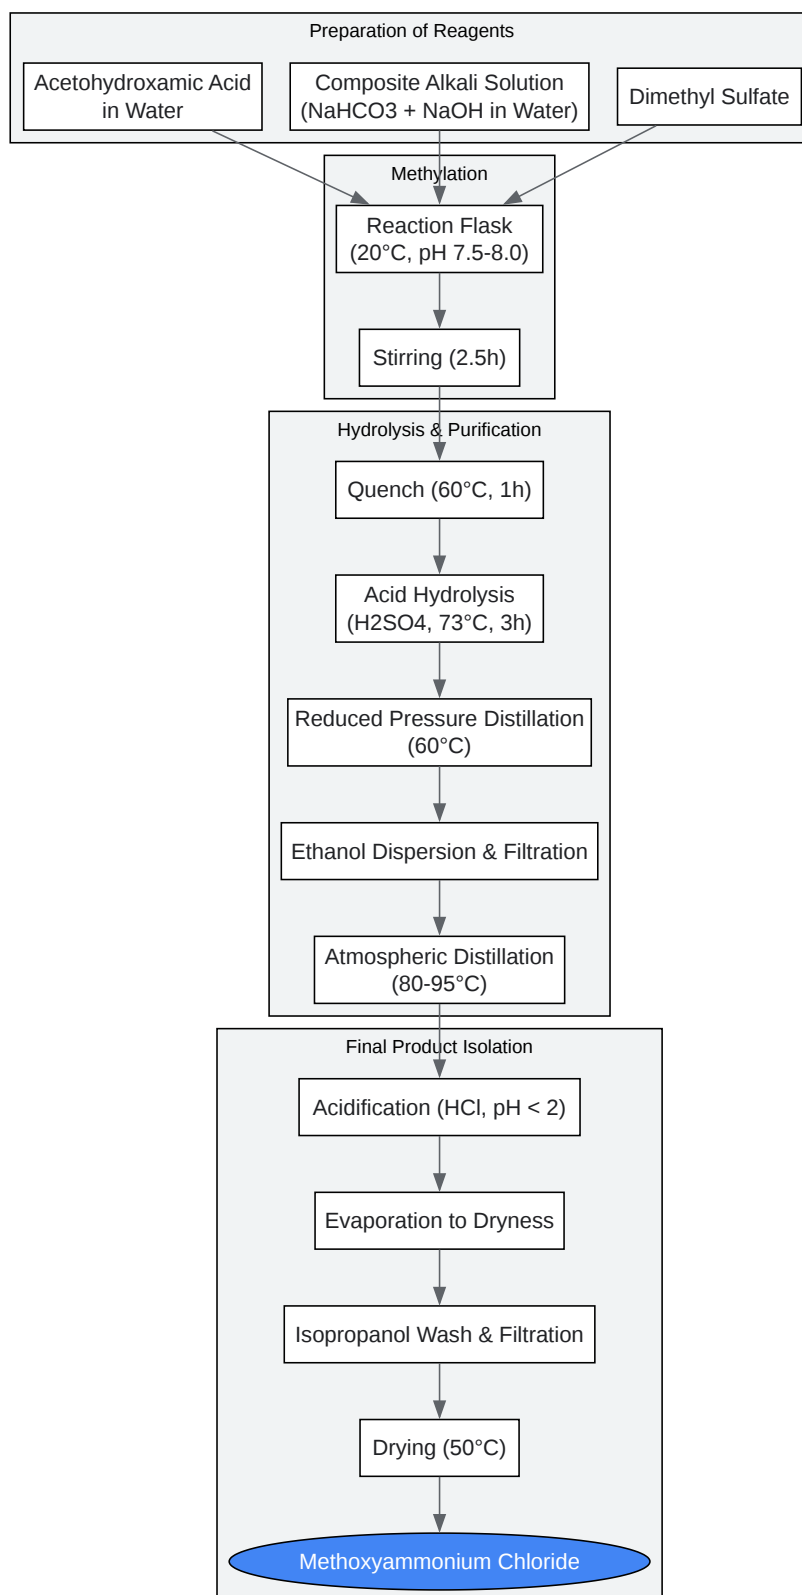 Preparation of Reagents
Acetohydroxamic Acid
in Water
Composite Alkali Solution
(NaHCO3 + NaOH in Water)
Dimethyl Sulfate
Methylation
Reaction Flask
(20°C, pH 7.5-8.0)
Stirring (2.5h)
Hydrolysis & Purification
Quench (60°C, 1h)
Acid Hydrolysis
(H2SO4, 73°C, 3h)
Reduced Pressure Distillation
(60°C)
Ethanol Dispersion & Filtration
Atmospheric Distillation
(80-95°C)
Final Product Isolation
Acidification (HCl, pH < 2)
Evaporation to Dryness
Isopropanol Wash & Filtration
Drying (50°C)
Methoxyammonium Chloride